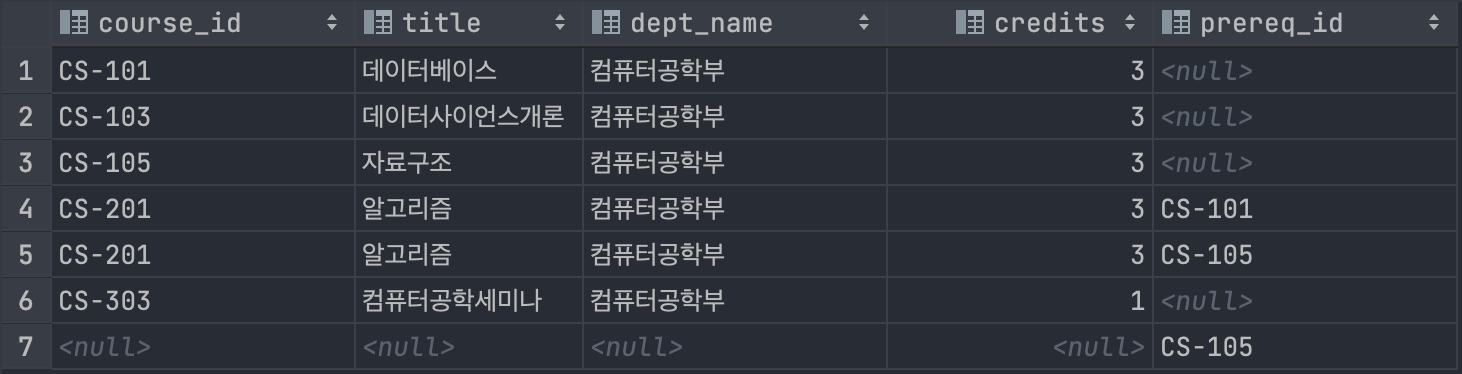 course_id title dept_name credits prereq_id
1 CS-101 데이터베이스 컴퓨터공학부 3 <null>
2 CS-103 데이터사이언스개론 컴퓨터공학부 3 <null>
3 CS-105 자료구조 컴퓨터공학부 3 <null>
4 CS-201 알고리즘 컴퓨터공학부 3 CS-101
5 CS-201 알고리즘 컴퓨터공학부 3 CS-105
6 CS-303 컴퓨터공학세미나 컴퓨터공학부 1 <null>
7 <null> <null> <null> <null> CS-105